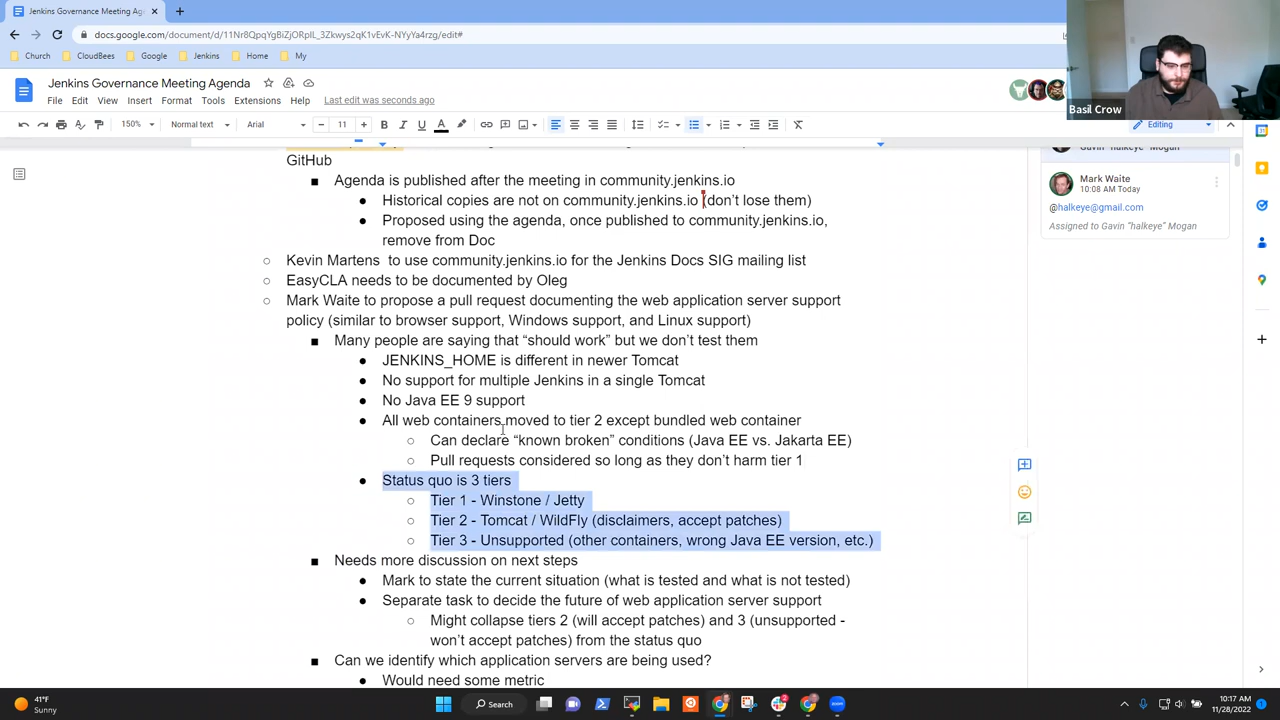 Jenkins Governance Meeting Age
docs.google.com/document/d/11Nr8QpqYgBiZjORpIL_3Zkwys2qK1vEvK-NYyYa4rzg/edit#
Church
CloudBees
Google
Jenkins
Home
My
Basil Crow
Jenkins Governance Meeting Agenda
File Edit View Insert Format Tools Extensions Help Last edit was seconds ago
150% Normal text Arial 11
Editing
GitHub
Agenda is published after the meeting in community.jenkins.io
Historical copies are not on community.jenkins.io (don’t lose them)
Proposed using the agenda, once published to community.jenkins.io,
remove from Doc
Kevin Martens to use community.jenkins.io for the Jenkins Docs SIG mailing list
EasyCLA needs to be documented by Oleg
Mark Waite to propose a pull request documenting the web application server support
policy (similar to browser support, Windows support, and Linux support)
Many people are saying that “should work” but we don’t test them
JENKINS_HOME is different in newer Tomcat
No support for multiple Jenkins in a single Tomcat
No Java EE 9 support
All web containers moved to tier 2 except bundled web container
Can declare “known broken” conditions (Java EE vs. Jakarta EE)
Pull requests considered so long as they don’t harm tier 1
Status quo is 3 tiers
Tier 1 - Winstone / Jetty
Tier 2 - Tomcat / WildFly (disclaimers, accept patches)
Tier 3 - Unsupported (other containers, wrong Java EE version, etc.)
Needs more discussion on next steps
Mark to state the current situation (what is tested and what is not tested)
Separate task to decide the future of web application server support
Might collapse tiers 2 (will accept patches) and 3 (unsupported -
won’t accept patches) from the status quo
Can we identify which application servers are being used?
Would need some metric
Gavin “halkeye” Mogan
Mark Waite
10:08 AM Today
@halkeye@gmail.com
Assigned to Gavin “halkeye” Mogan
41°F
Sunny
Search
10:17 AM
11/28/2022